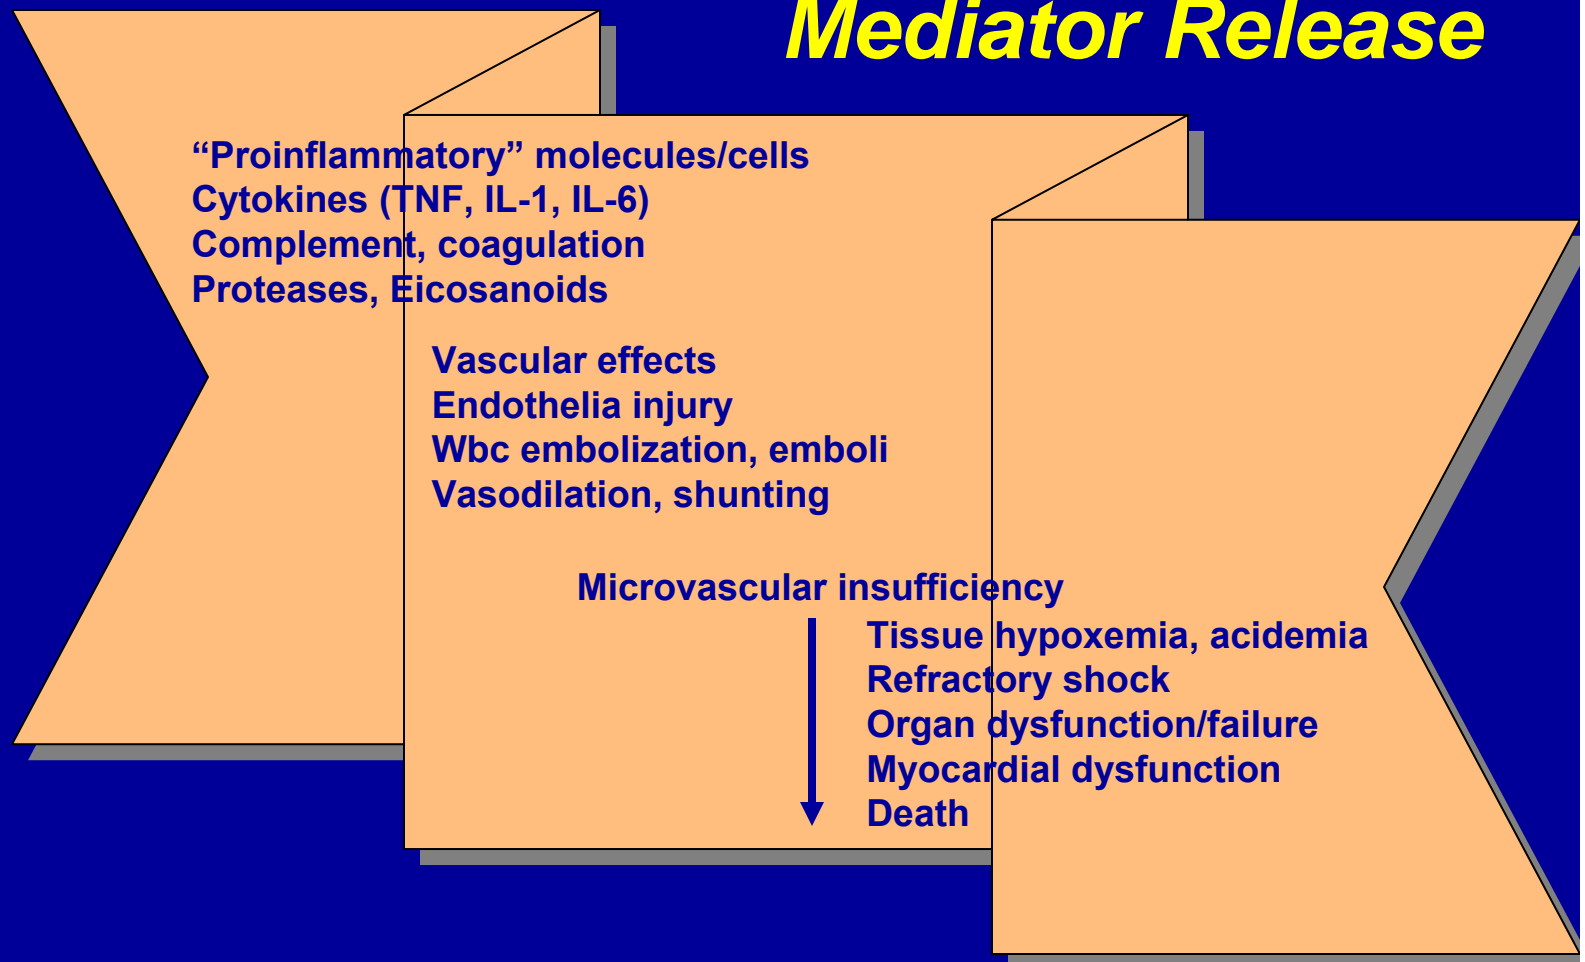 Mediator Release
“Proinflammatory” molecules/cells
Cytokines (TNF, IL-1, IL-6)
Complement, coagulation
Proteases, Eicosanoids
Vascular effects
Endothelia injury
Wbc embolization, emboli
Vasodilation, shunting
Microvascular insufficiency
Tissue hypoxemia, acidemia
Refractory shock
Organ dysfunction/failure
Myocardial dysfunction
Death